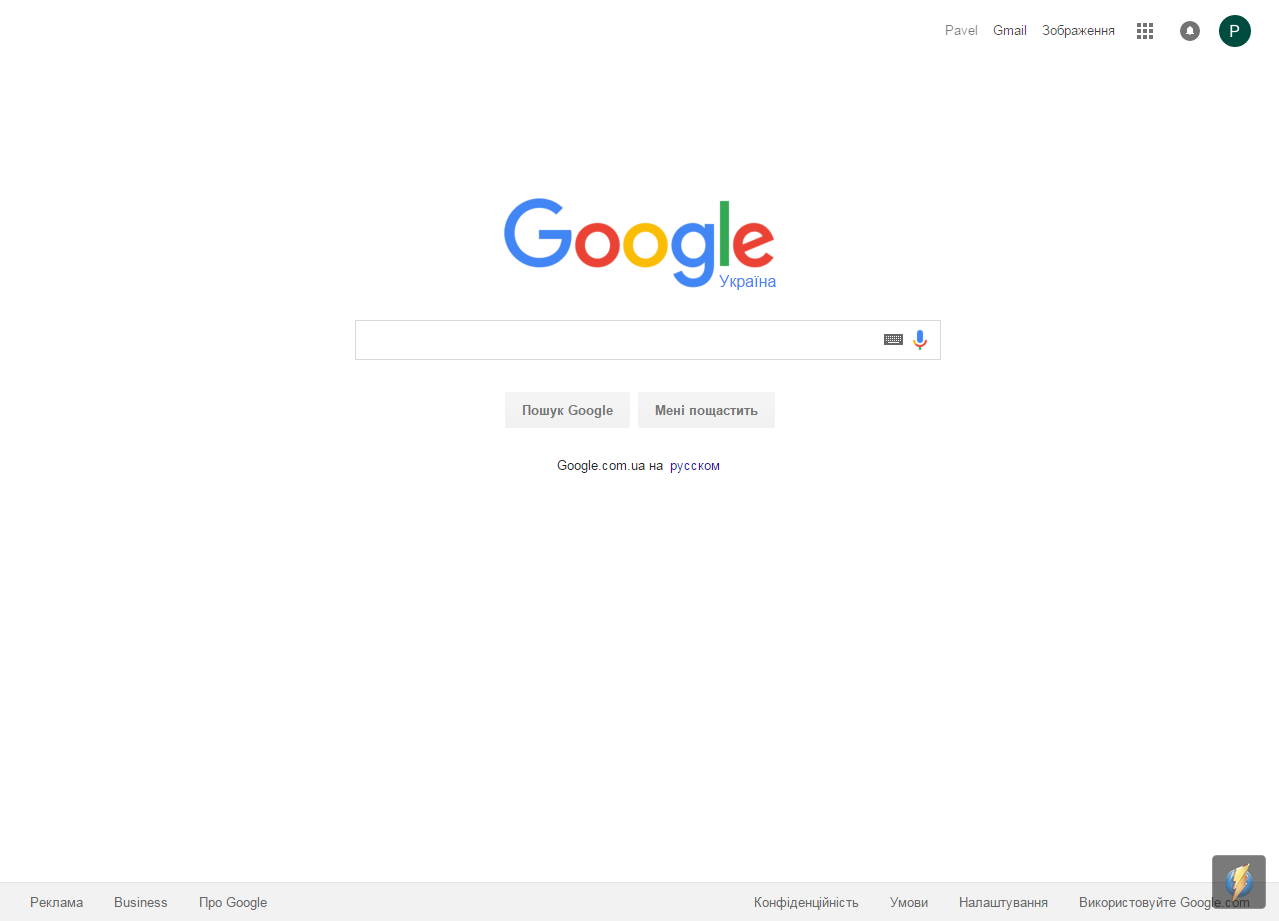 Pavel Gmail Зображення P
Google
Україна
Пошук Google Мені пощастить
Google.com.ua на русском
Реклама Business Про Google Конфіденційність Умови Налаштування Використовуйте Google.com